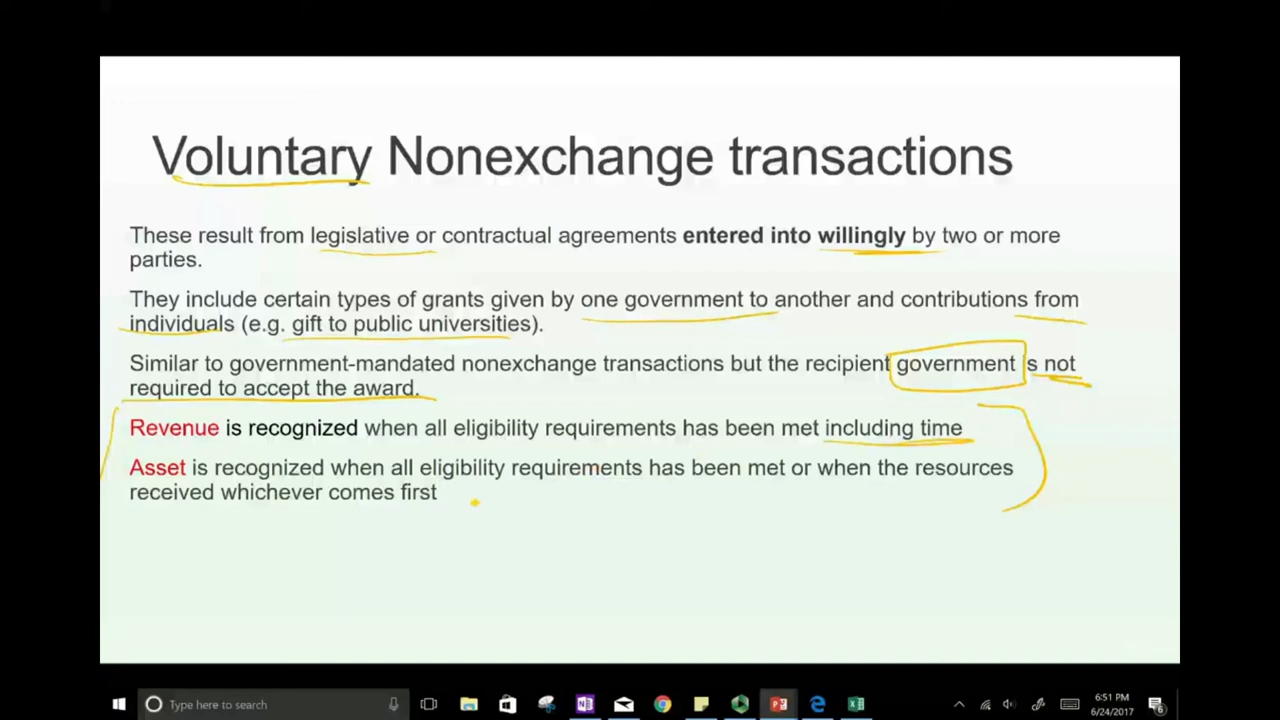 Voluntary Nonexchange transactions
These result from legislative or contractual agreements entered into willingly by two or more
parties.
They include certain types of grants given by one government to another and contributions from
individuals (e.g. gift to public universities).
Similar to government-mandated nonexchange transactions but the recipient government is not
required to accept the award.
Revenue is recognized when all eligibility requirements has been met including time
Asset is recognized when all eligibility requirements has been met or when the resources
received whichever comes first
Type here to search
6:51 PM
6/24/2017
6